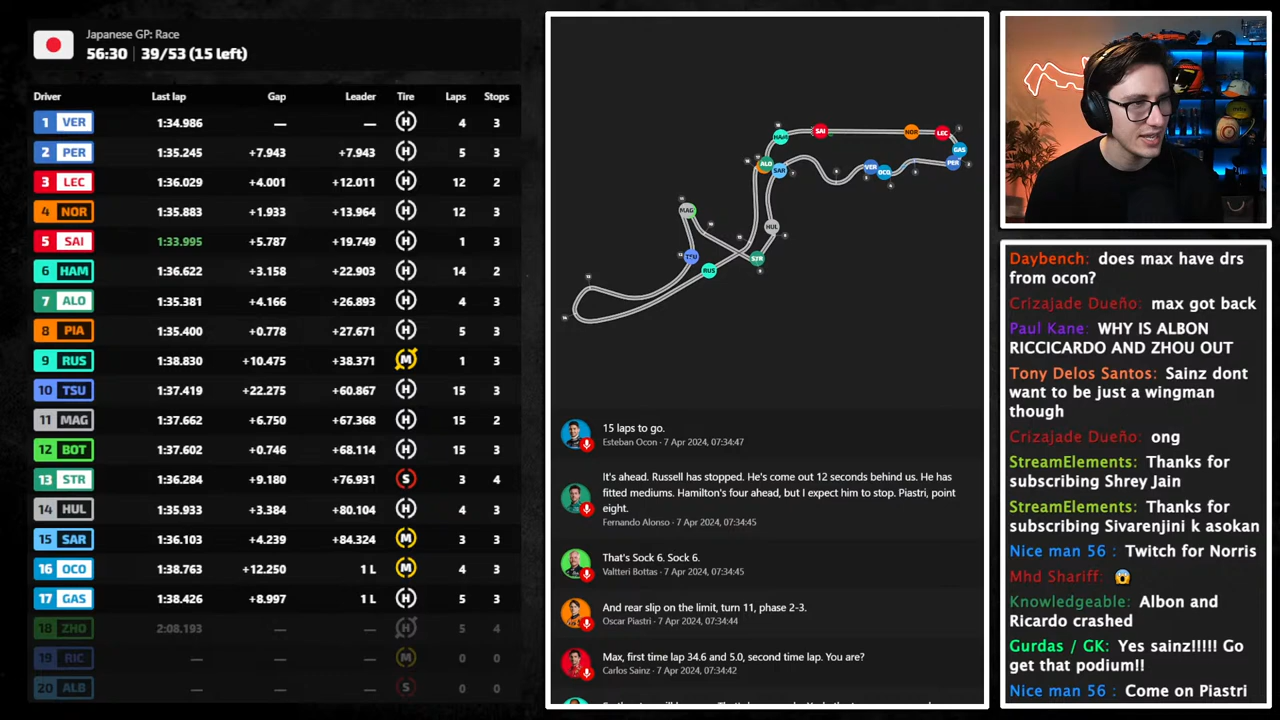 Japanese GP: Race
56:30 39/53 (15 left)
Driver Last lap Gap Leader Tire Laps Stops
1 VER 1:34.986 — — H 4 3
2 PER 1:35.245 +7.943 +7.943 H 5 3
3 LEC 1:36.029 +4.001 +12.011 H 12 2
4 NOR 1:35.883 +1.933 +13.964 H 12 3
5 SAI 1:33.995 +5.787 +19.749 H 1 3
6 HAM 1:36.622 +3.158 +22.903 H 14 2
7 ALO 1:35.381 +4.166 +26.893 H 4 3
8 PIA 1:35.400 +0.778 +27.671 H 5 3
9 RUS 1:38.830 +10.475 +38.371 M 1 3
10 TSU 1:37.419 +22.275 +60.867 H 15 3
11 MAG 1:37.662 +6.750 +67.368 H 15 2
12 BOT 1:37.602 +0.746 +68.114 H 15 3
13 STR 1:36.284 +9.180 +76.931 S 3 4
14 HUL 1:35.933 +3.384 +80.104 H 4 3
15 SAR 1:36.103 +4.239 +84.324 M 3 3
16 OCO 1:38.763 +12.250 1 L M 4 3
17 GAS 1:38.426 +8.997 1 L H 5 3
18 ZHO 2:08.193 — — H 5 4
19 RIC — — — M 0 0
20 ALB — — — S 0 0
HAM SAI NOR LEC
GAS
ALO SAR VER OCO PER
MAG
HUL
TSU STR
RUS
15 laps to go.
Esteban Ocon · 7 Apr 2024, 07:34:47
It's ahead. Russell has stopped. He's come out 12 seconds behind us. He has
fitted mediums. Hamilton's four ahead, but I expect him to stop. Piastri, point
eight.
Fernando Alonso · 7 Apr 2024, 07:34:45
That's Sock 6. Sock 6.
Valtteri Bottas · 7 Apr 2024, 07:34:45
And rear slip on the limit, turn 11, phase 2-3.
Oscar Piastri · 7 Apr 2024, 07:34:44
Max, first time lap 34.6 and 5.0, second time lap. You are?
Carlos Sainz · 7 Apr 2024, 07:34:42
Daybench: does max have drs
from ocon?
Crizajade Dueño: max got back
Paul Kane: WHY IS ALBON
RICCICARDO AND ZHOU OUT
Tony Delos Santos: Sainz dont
want to be just a wingman
though
Crizajade Dueño: ong
StreamElements: Thanks for
subscribing Shrey Jain
StreamElements: Thanks for
subscribing Sivarenjini k asokan
Nice man 56 : Twitch for Norris
Mhd Shariff: 😱
Knowledgeable: Albon and
Ricardo crashed
Gurdas / GK: Yes sainz!!!!! Go
get that podium!!
Nice man 56 : Come on Piastri